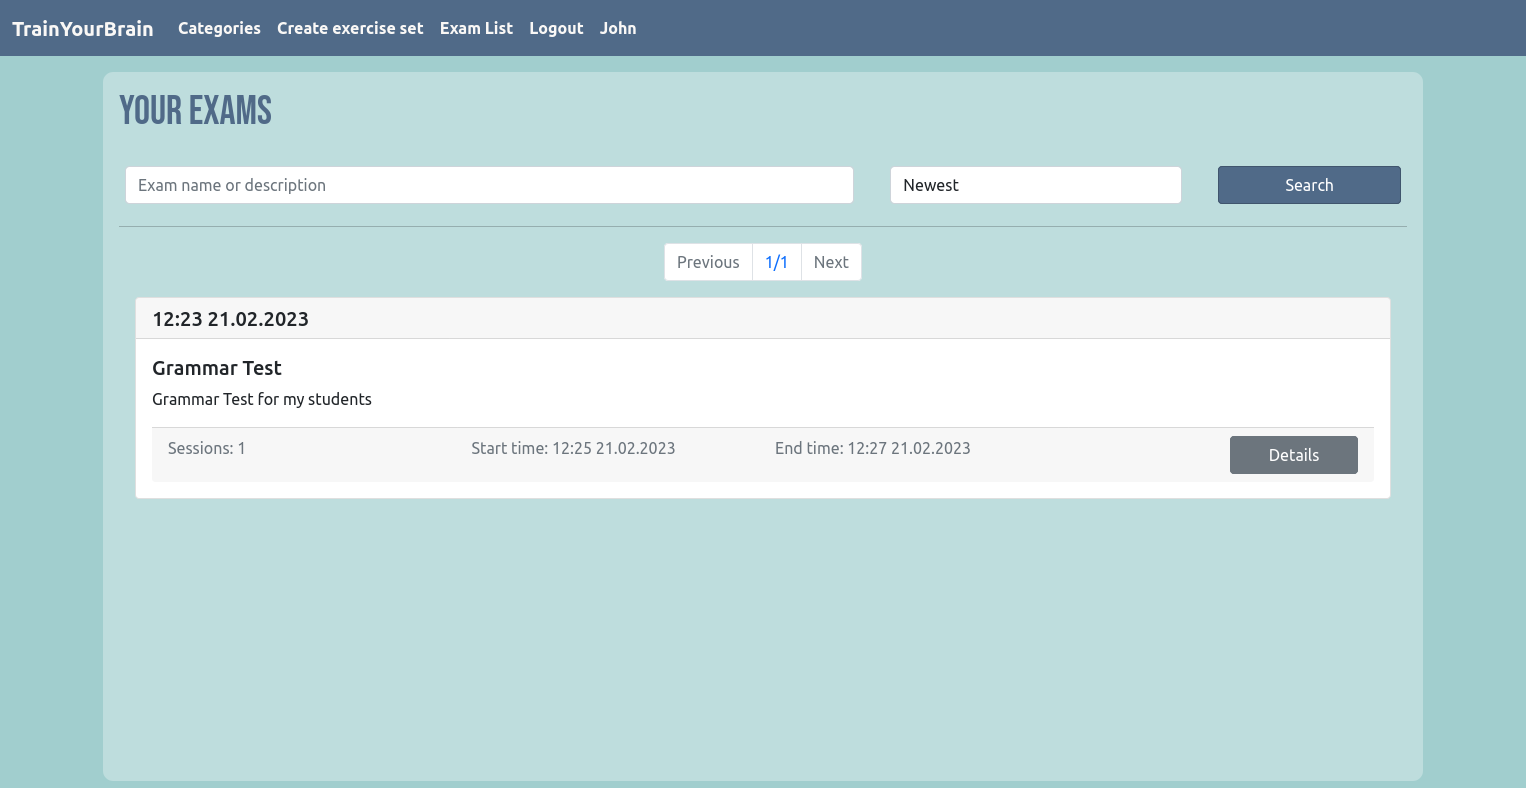 TrainYourBrain Categories Create exercise set Exam List Logout John
YOUR EXAMS
Exam name or description Newest Search
Previous 1/1 Next
12:23 21.02.2023
Grammar Test
Grammar Test for my students
Sessions: 1 Start time: 12:25 21.02.2023 End time: 12:27 21.02.2023 Details